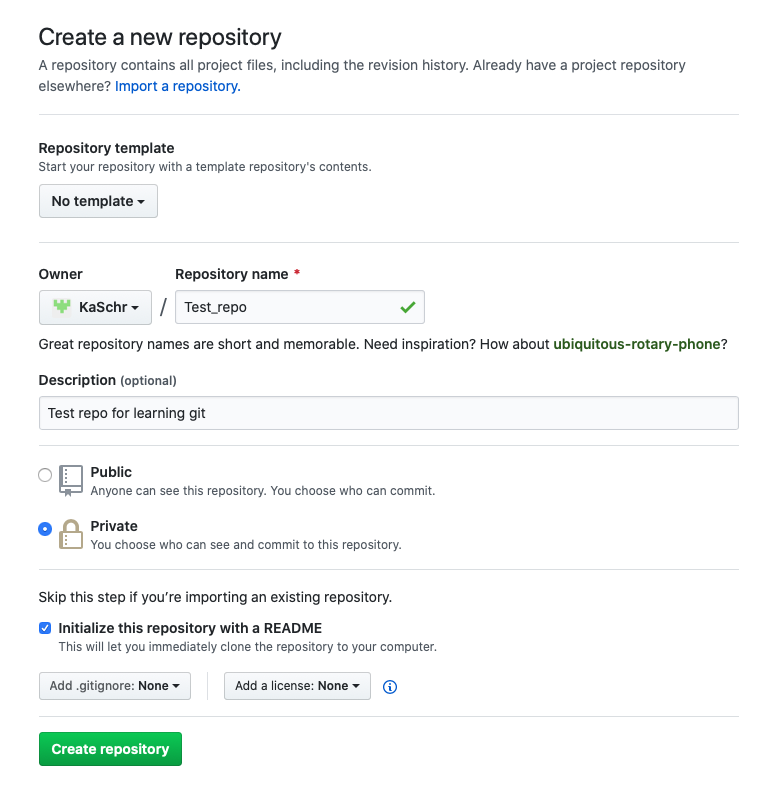 Create a new repository
A repository contains all project files, including the revision history. Already have a project repository
elsewhere? Import a repository.
Repository template
Start your repository with a template repository's contents.
No template
Owner
Repository name *
KaSchr
/
Test_repo
Great repository names are short and memorable. Need inspiration? How about ubiquitous-rotary-phone?
Description (optional)
Test repo for learning git
Public
Anyone can see this repository. You choose who can commit.
Private
You choose who can see and commit to this repository.
Skip this step if you’re importing an existing repository.
Initialize this repository with a README
This will let you immediately clone the repository to your computer.
Add .gitignore: None
Add a license: None
Create repository